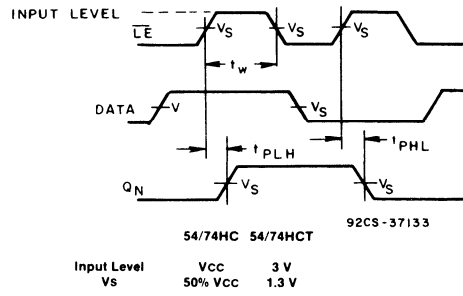 INPUT LEVEL
LE VS VS VS
tw
DATA V VS
tPLH tPHL
QN VS VS
92CS-37133
54/74HC 54/74HCT
Input Level VCC 3 V
VS 50% VCC 1.3 V